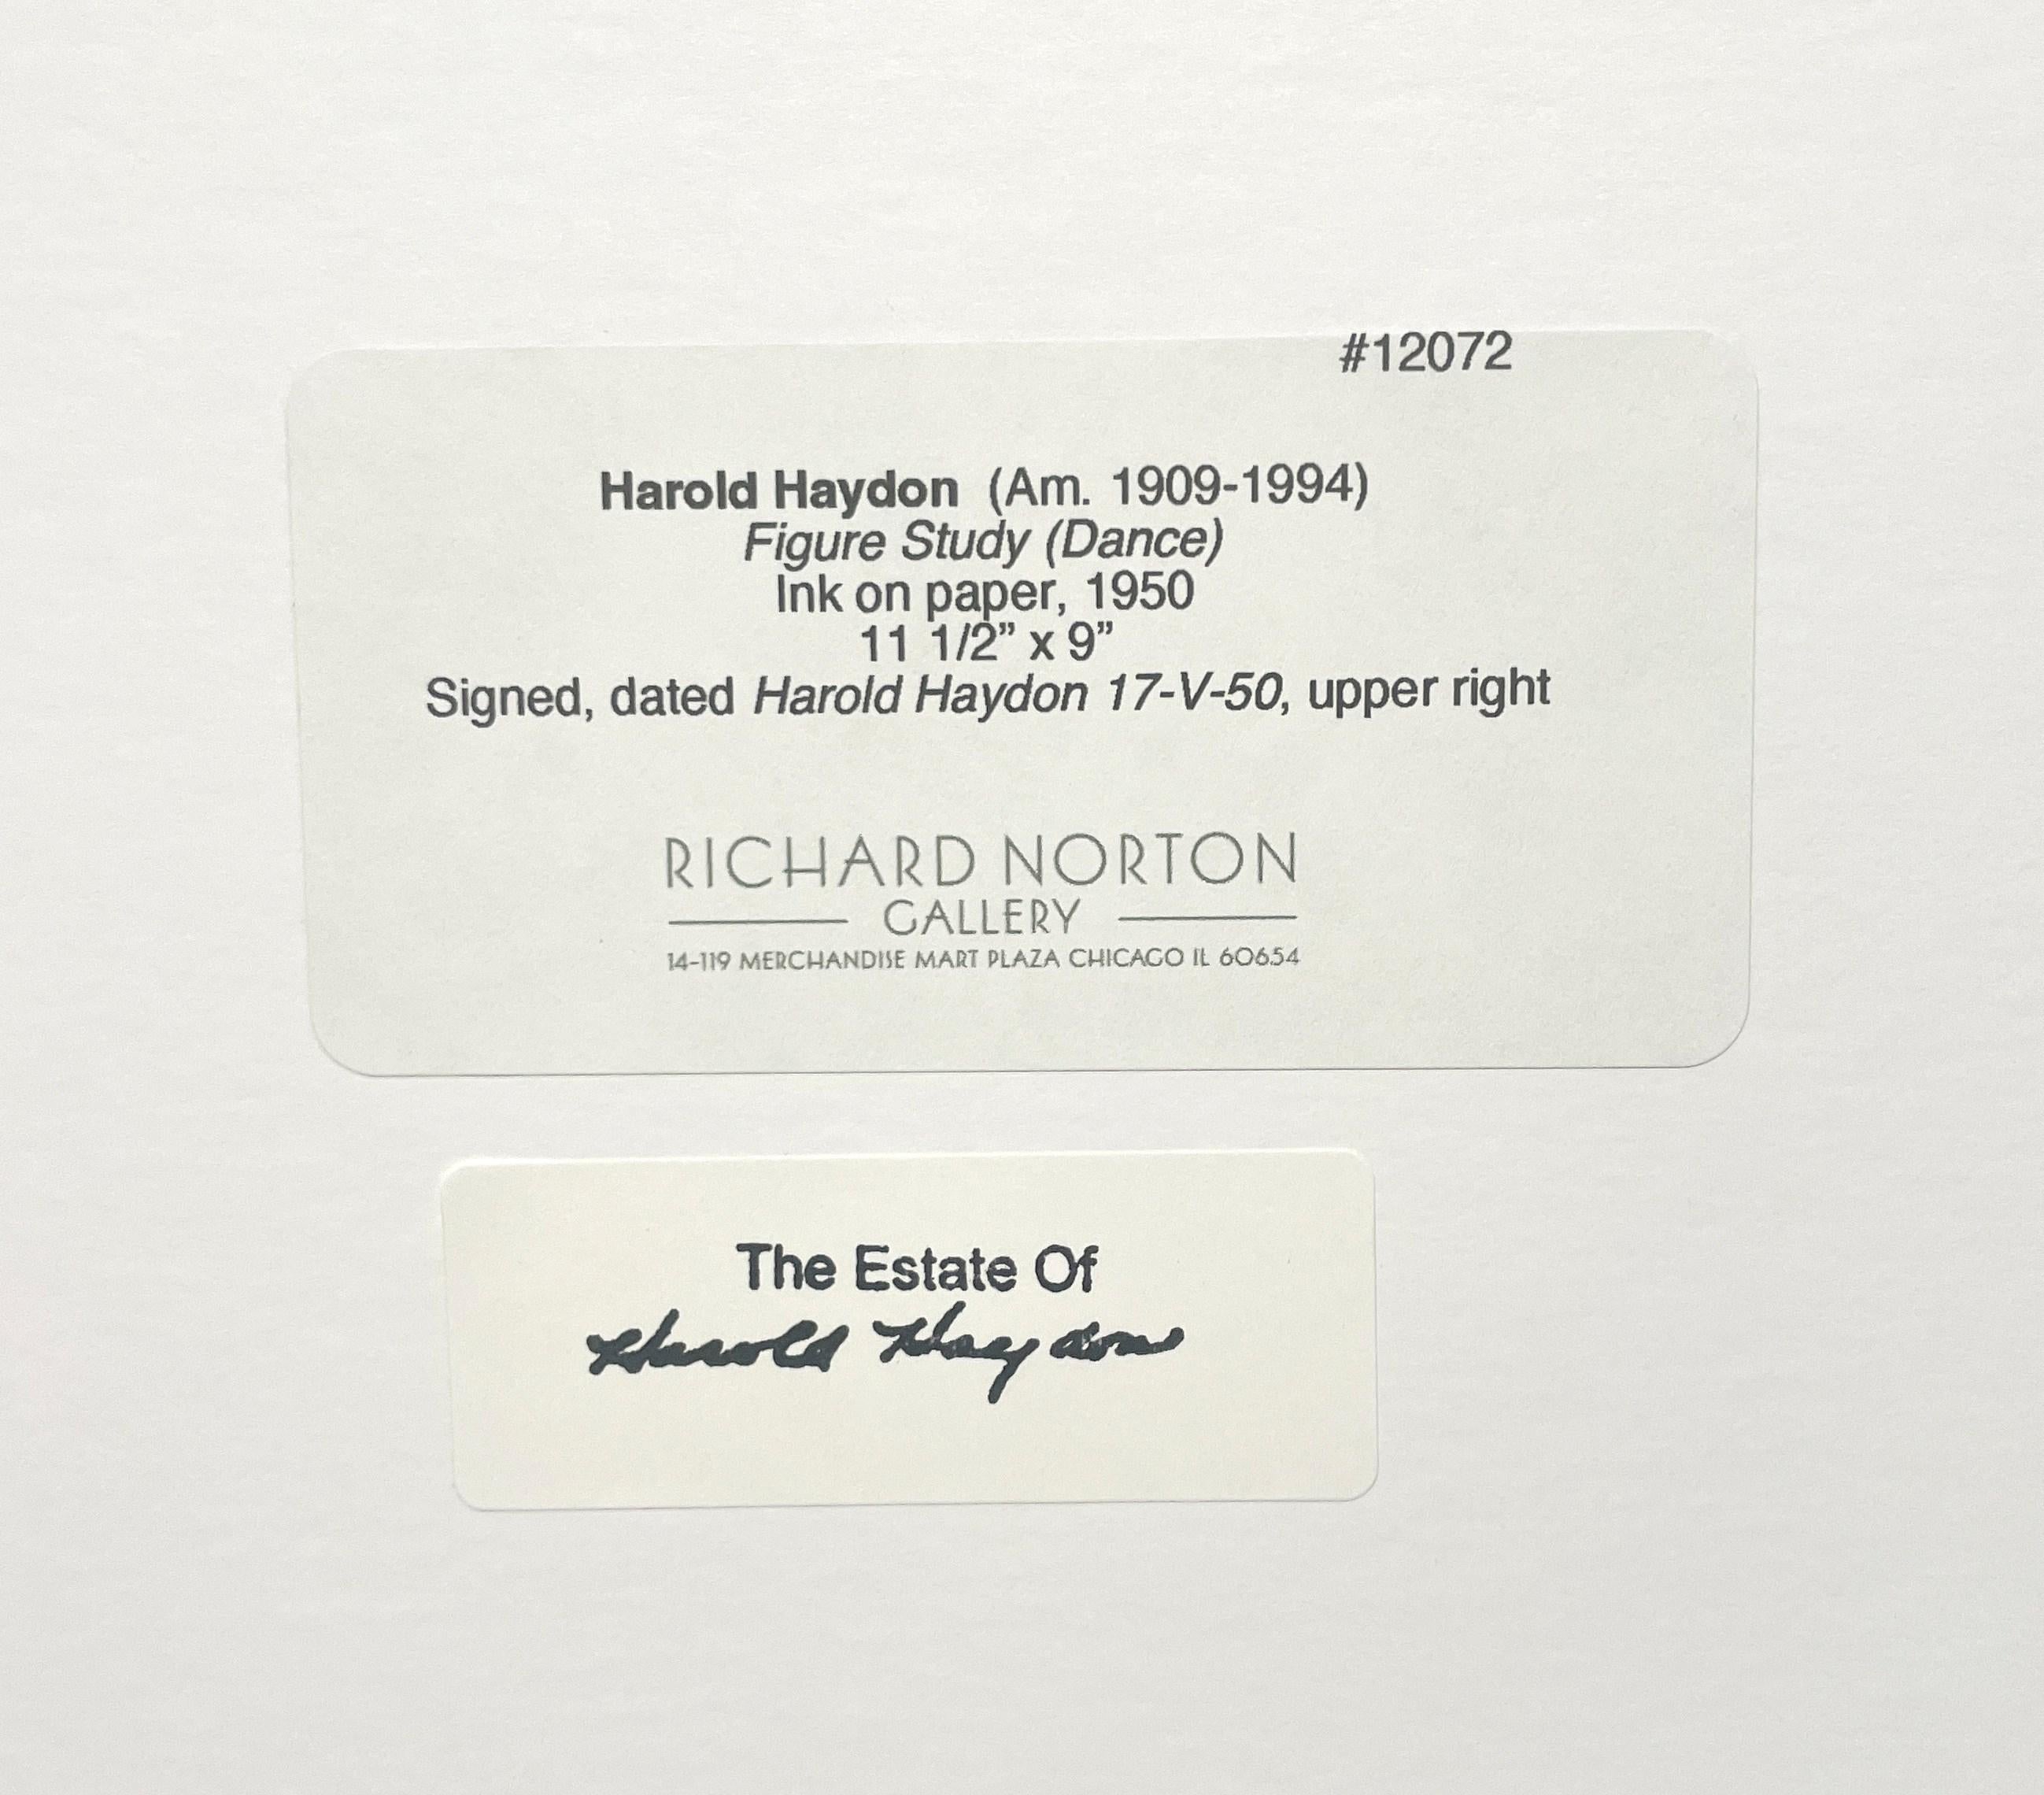 #12072
Harold Haydon (Am. 1909-1994)
Figure Study (Dance)
Ink on paper, 1950
11 1/2” x 9”
Signed, dated Harold Haydon 17-V-50, upper right
RICHARD NORTON
GALLERY
14-119 MERCHANDISE MART PLAZA CHICAGO IL 60654
The Estate Of
Harold Haydon